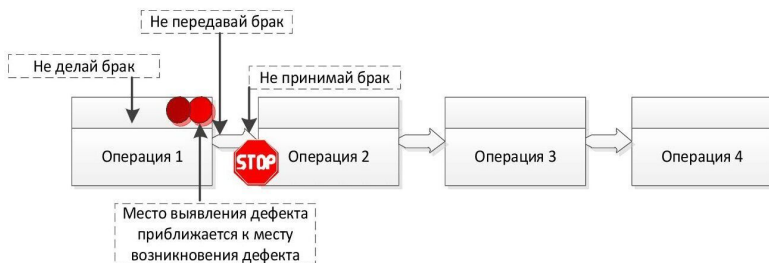 Не передавай брак
Не делай брак
Не принимай брак
Операция 1
STOP
Операция 2
Операция 3
Операция 4
Место выявления дефекта
приближается к месту
возникновения дефекта